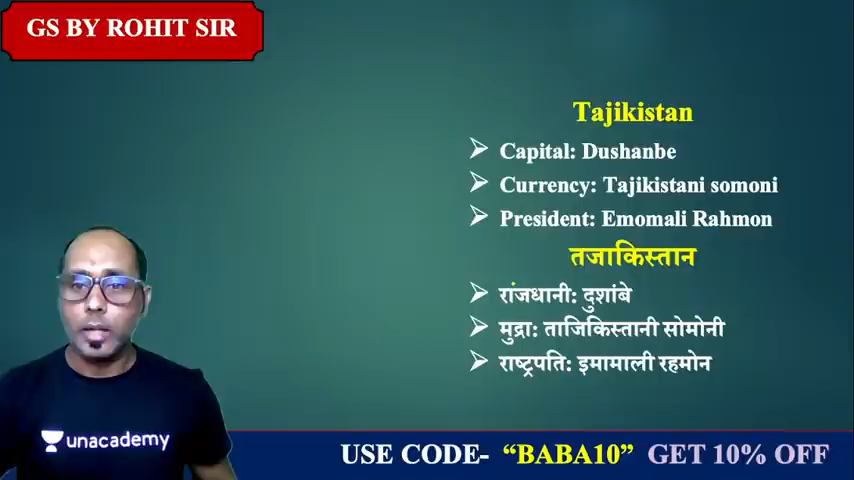 GS BY ROHIT SIR
Tajikistan
➢ Capital: Dushanbe
➢ Currency: Tajikistani somoni
➢ President: Emomali Rahmon
तजाकिस्तान
➢ रांजधानी: दुशांबे
➢ मुद्रा: ताजिकिस्तानी सोमोनी
➢ राष्ट्रपति: इमामाली रहमोन
unacademy
USE CODE- “BABA10” GET 10% OFF